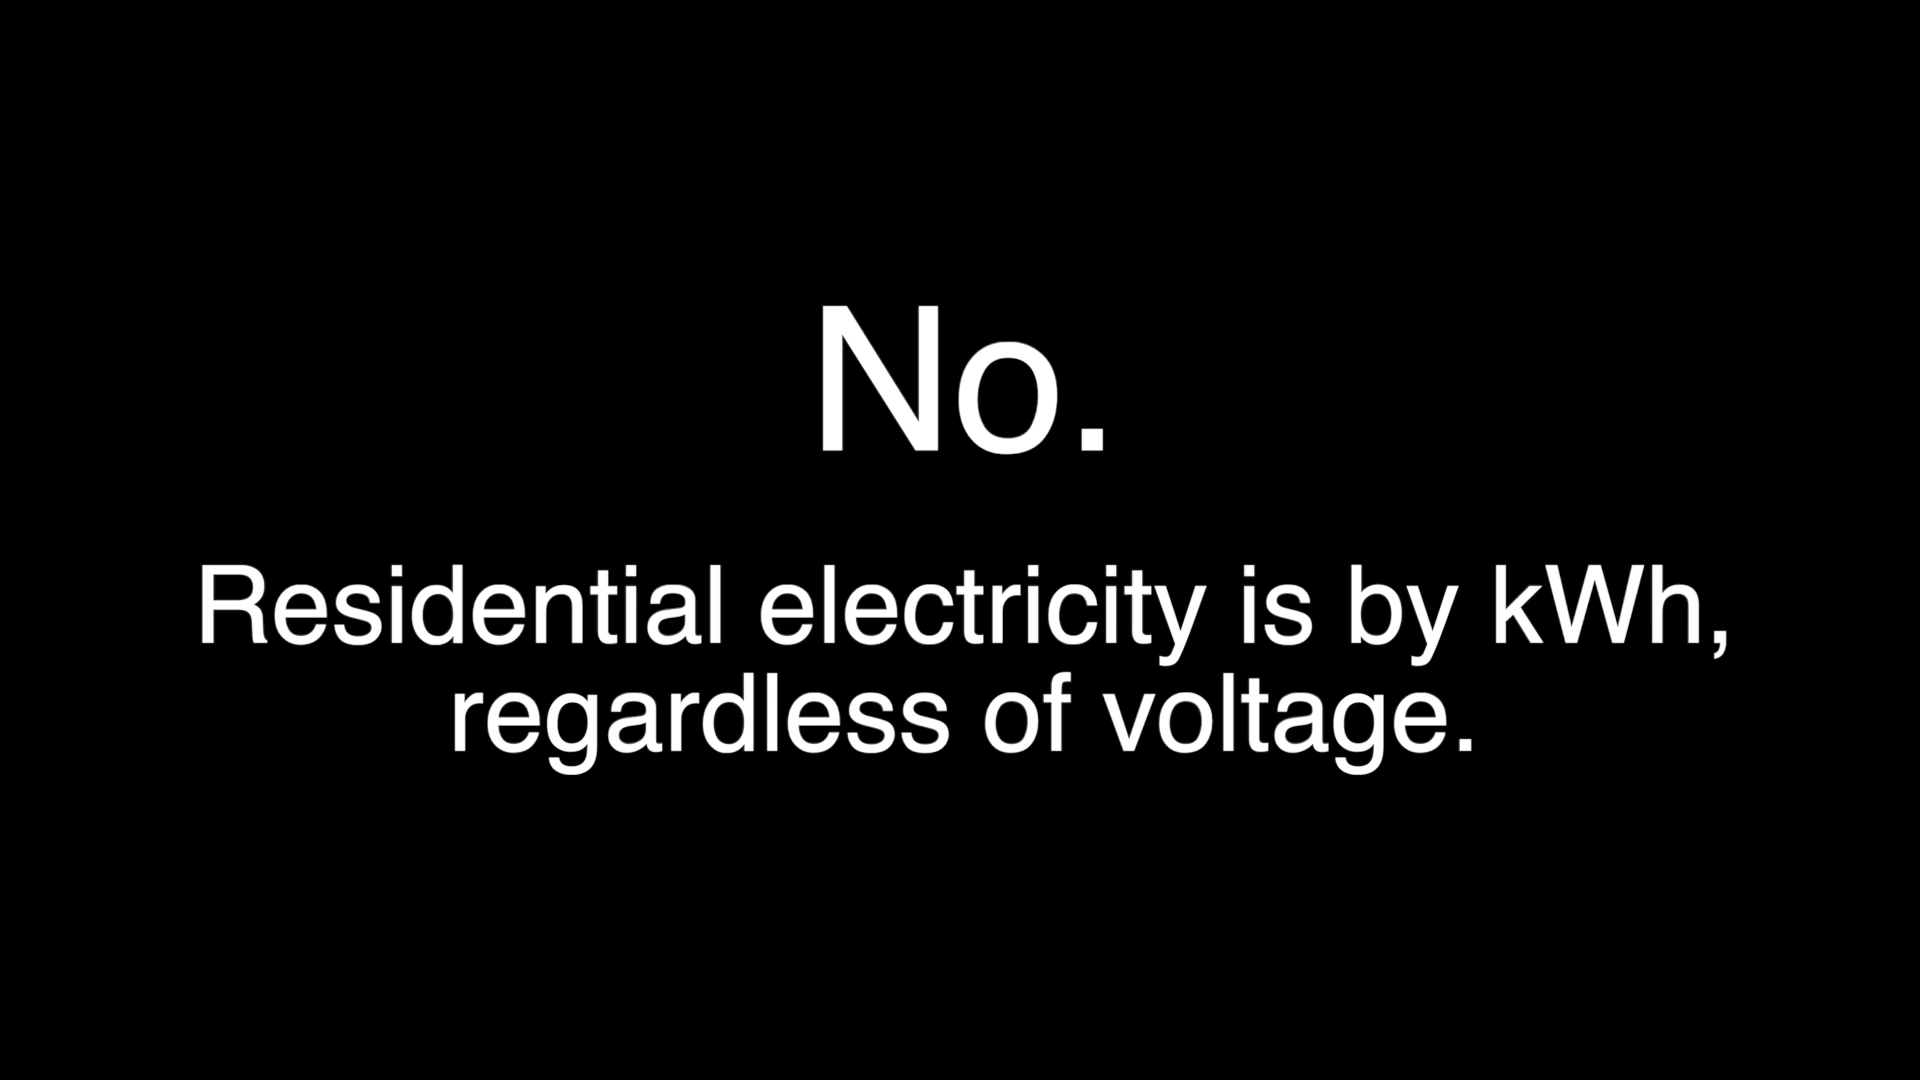 No.
Residential electricity is by kWh,
regardless of voltage.